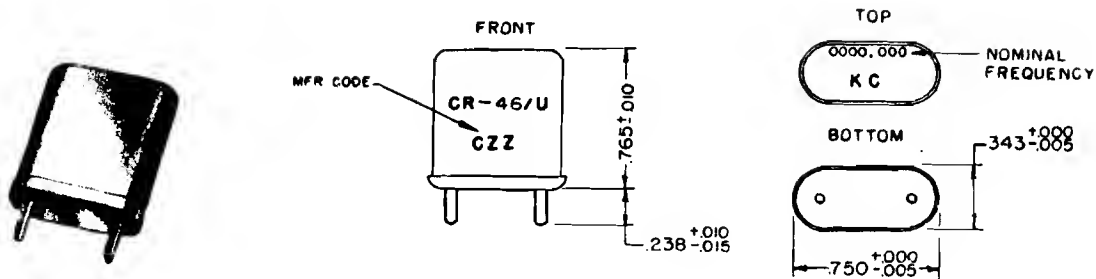 FRONT
MFR CODE
CR-46/U
CZZ
.765±.010
.238 +.010 -.015
TOP
0000.000
KC
NOMINAL
FREQUENCY
BOTTOM
.343 +.000 -.005
.750 +.000 -.005